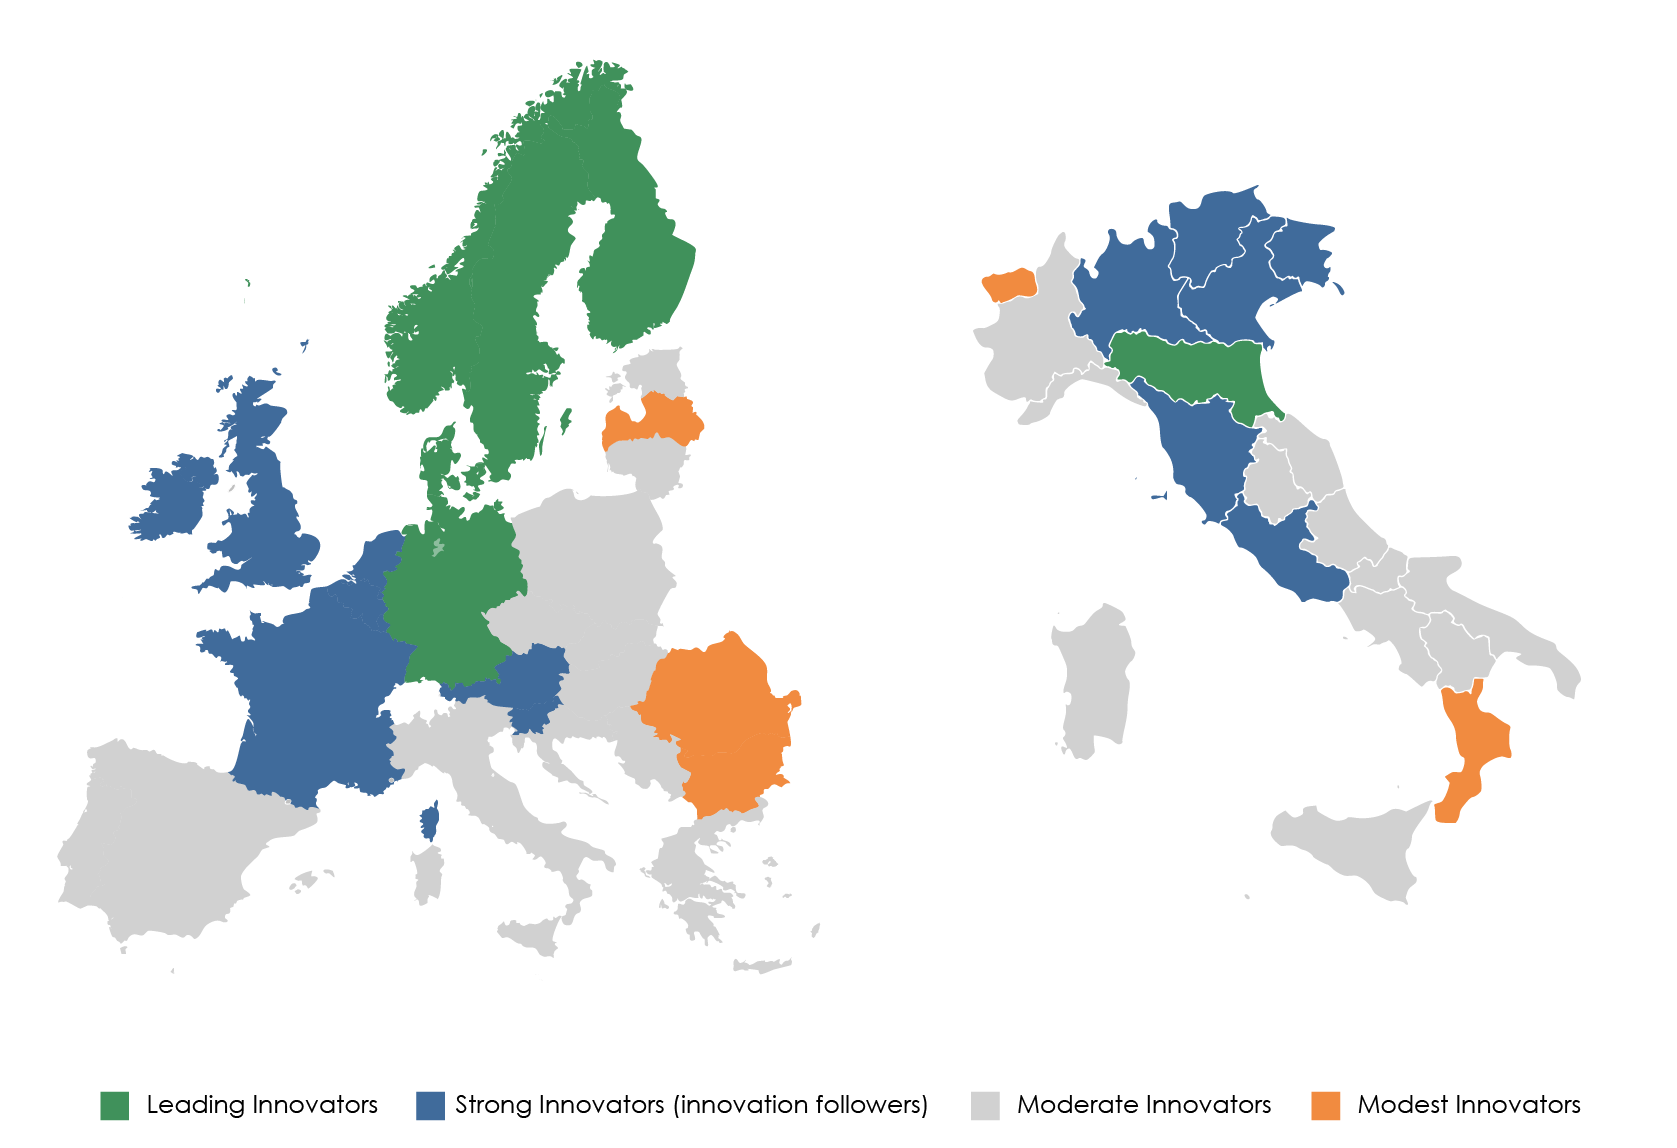 Leading Innovators
Strong Innovators (innovation followers)
Moderate Innovators
Modest Innovators